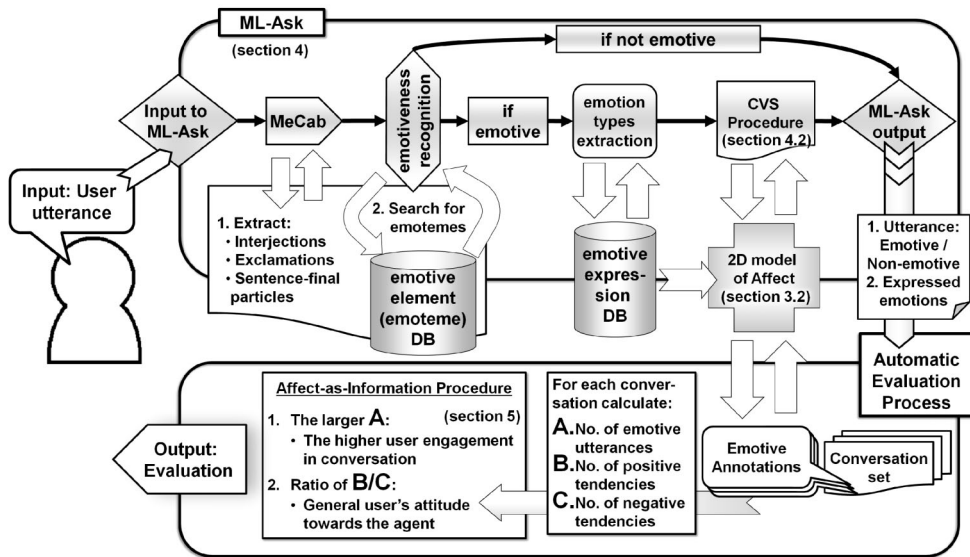 ML-Ask
(section 4)
if not emotive
Input to
ML-Ask
MeCab
emotiveness
recognition
if
emotive
emotion
types
extraction
CVS
Procedure
(section 4.2)
ML-Ask
output
Input: User
utterance
1. Extract:
• Interjections
• Exclamations
• Sentence-final
particles
2. Search for
emotemes
emotive
element
(emoteme)
DB
emotive
expres-
sion
DB
2D model
of Affect
(section 3.2)
1. Utterance:
Emotive /
Non-emotive
2. Expressed
emotions
Automatic
Evaluation
Process
Affect-as-Information Procedure
(section 5)
1. The larger A:
• The higher user engagement
in conversation
2. Ratio of B/C:
• General user's attitude
towards the agent
For each conver-
sation calculate:
A. No. of emotive
utterances
B. No. of positive
tendencies
C. No. of negative
tendencies
Emotive
Annotations
Conversation
set
Output:
Evaluation